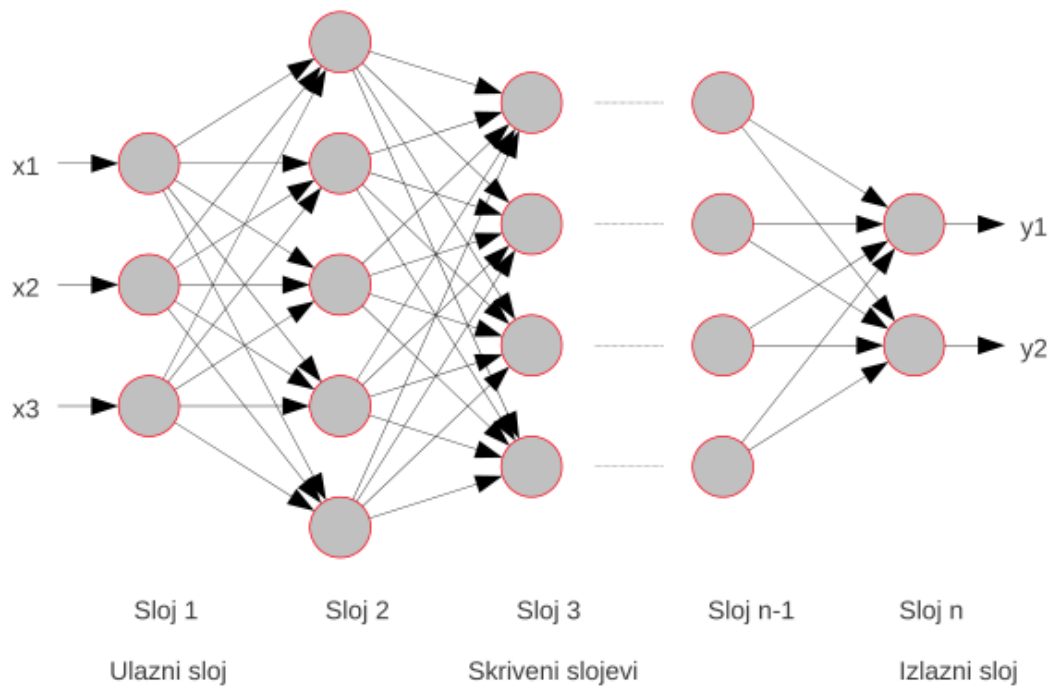 x1
x2
x3
y1
y2
Sloj 1 Sloj 2 Sloj 3 Sloj n-1 Sloj n
Ulazni sloj Skriveni slojevi Izlazni sloj